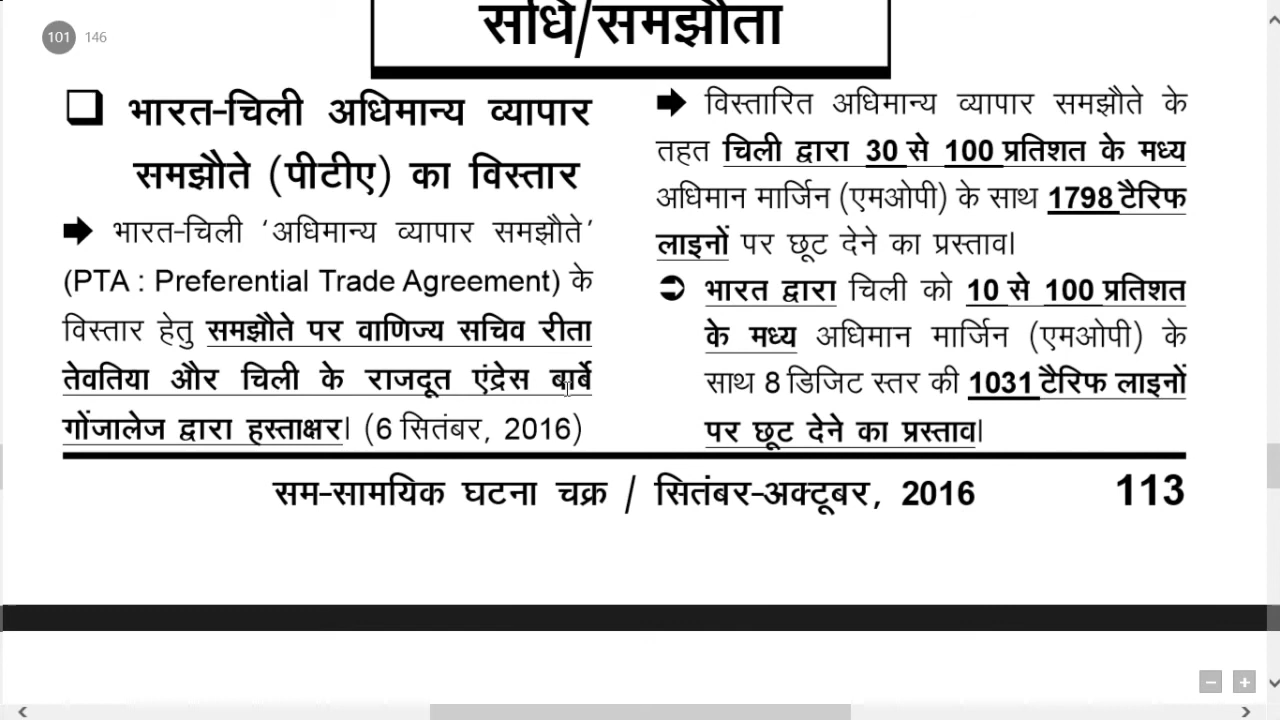 101 146
संधि/समझौता
❑ भारत-चिली अधिमान्य व्यापार
समझौते (पीटीए) का विस्तार
➡ भारत-चिली ‘अधिमान्य व्यापार समझौते’
(PTA : Preferential Trade Agreement) के
विस्तार हेतु समझौते पर वाणिज्य सचिव रीता
तेवतिया और चिली के राजदूत एंद्रेस बार्बे
गोंजालेज द्वारा हस्ताक्षर। (6 सितंबर, 2016)
➡ विस्तारित अधिमान्य व्यापार समझौते के
तहत चिली द्वारा 30 से 100 प्रतिशत के मध्य
अधिमान मार्जिन (एमओपी) के साथ 1798 टैरिफ
लाइनों पर छूट देने का प्रस्ताव।
➲ भारत द्वारा चिली को 10 से 100 प्रतिशत
के मध्य अधिमान मार्जिन (एमओपी) के
साथ 8 डिजिट स्तर की 1031 टैरिफ लाइनों
पर छूट देने का प्रस्ताव।
सम-सामयिक घटना चक्र / सितंबर-अक्टूबर, 2016 113